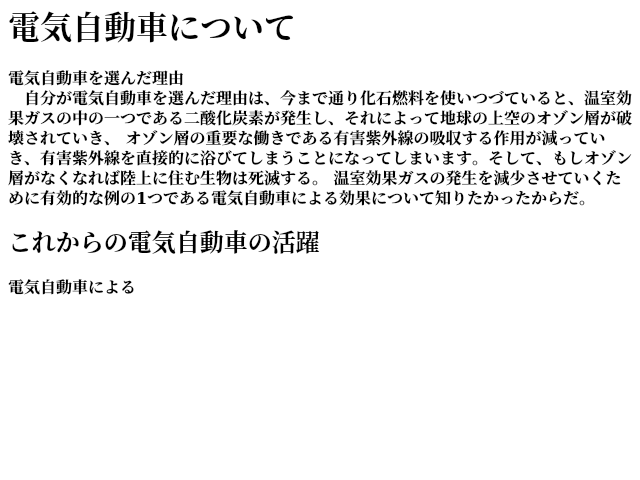 電気自動車について
電気自動車を選んだ理由
　自分が電気自動車を選んだ理由は、今まで通り化石燃料を使いつづていると、温室効
果ガスの中の一つである二酸化炭素が発生し、それによって地球の上空のオゾン層が破
壊されていき、 オゾン層の重要な働きである有害紫外線の吸収する作用が減ってい
き、有害紫外線を直接的に浴びてしまうことになってしまいます。そして、もしオゾン
層がなくなれば陸上に住む生物は死滅する。 温室効果ガスの発生を減少させていくた
めに有効的な例の1つである電気自動車による効果について知りたかったからだ。
これからの電気自動車の活躍
電気自動車による